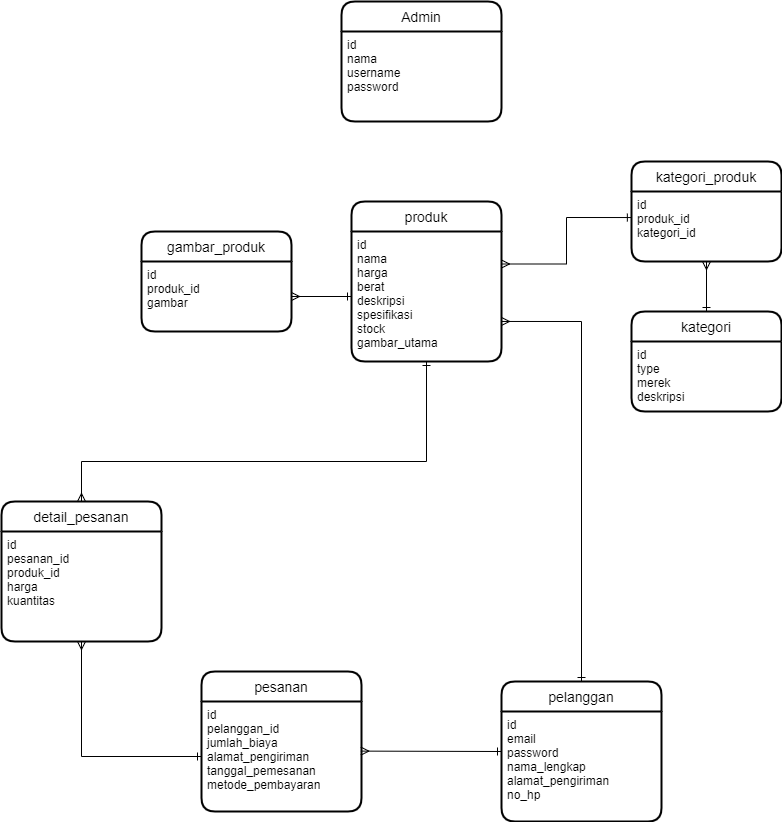 Admin
id
nama
username
password
kategori_produk
id
produk_id
kategori_id
produk
id
nama
harga
berat
deskripsi
spesifikasi
stock
gambar_utama
gambar_produk
id
produk_id
gambar
kategori
id
type
merek
deskripsi
detail_pesanan
id
pesanan_id
produk_id
harga
kuantitas
pesanan
id
pelanggan_id
jumlah_biaya
alamat_pengiriman
tanggal_pemesanan
metode_pembayaran
pelanggan
id
email
password
nama_lengkap
alamat_pengiriman
no_hp